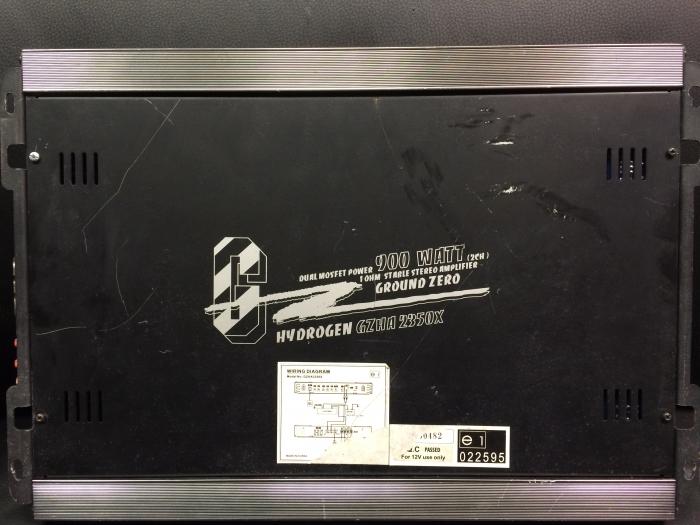 G
900 WATT (2CH)
DUAL MOSFET POWER
1 OHM STABLE STEREO AMPLIFIER
GROUND ZERO
HYDROGEN GZHA 2350X
WIRING DIAGRAM
0482
PASSED
For 12V use only
e 1
022595